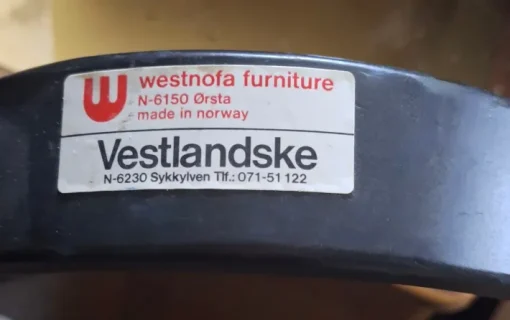 W westnofa furniture
N-6150 Ørsta
made in norway
Vestlandske
N-6230 Sykkylven Tlf.: 071-51 122